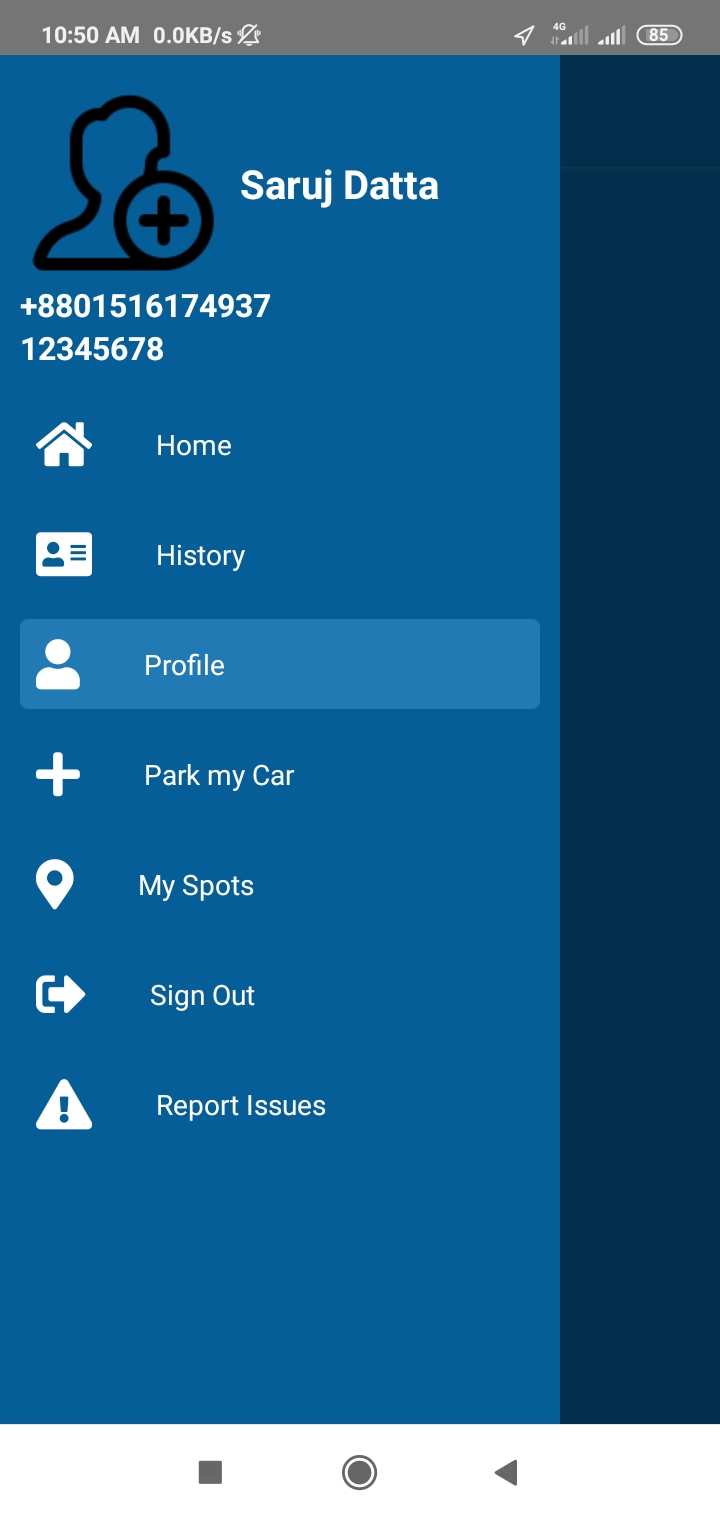 10:50 AM 0.0KB/s 4G 85
Saruj Datta
+8801516174937
12345678
Home
History
Profile
Park my Car
My Spots
Sign Out
Report Issues